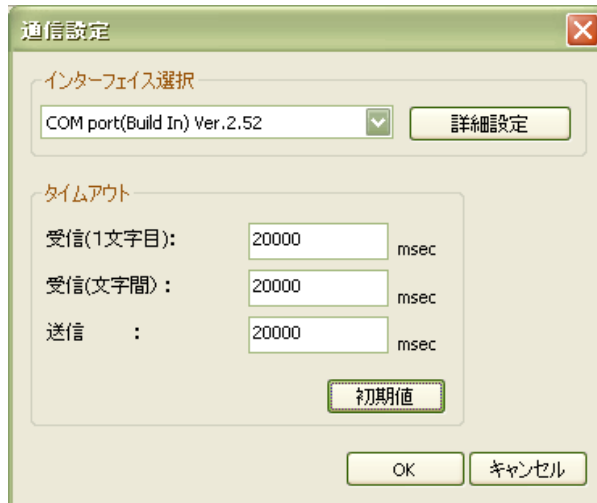 通信設定
インターフェイス選択
COM port(Build In) Ver.2.52
詳細設定
タイムアウト
受信(1文字目): 20000 msec
受信(文字間): 20000 msec
送信 : 20000 msec
初期値
OK キャンセル